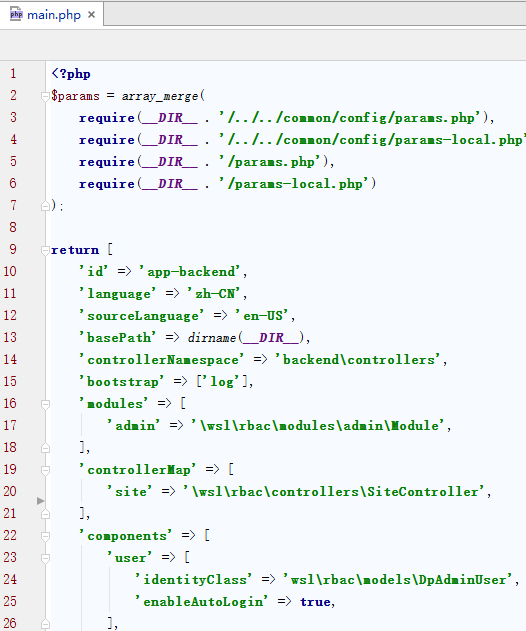 php main.php ×
1 <?php
2 $params = array_merge(
3 require(__DIR__ . '/../../common/config/params.php'),
4 require(__DIR__ . '/../../common/config/params-local.php'
5 require(__DIR__ . '/params.php'),
6 require(__DIR__ . '/params-local.php')
7 );
8
9 return [
10 'id' => 'app-backend',
11 'language' => 'zh-CN',
12 'sourceLanguage' => 'en-US',
13 'basePath' => dirname(__DIR__),
14 'controllerNamespace' => 'backend\controllers',
15 'bootstrap' => ['log'],
16 'modules' => [
17 'admin' => '\wsl\rbac\modules\admin\Module',
18 ],
19 'controllerMap' => [
20 'site' => '\wsl\rbac\controllers\SiteController',
21 ],
22 'components' => [
23 'user' => [
24 'identityClass' => 'wsl\rbac\models\DpAdminUser',
25 'enableAutoLogin' => true,
26 ],